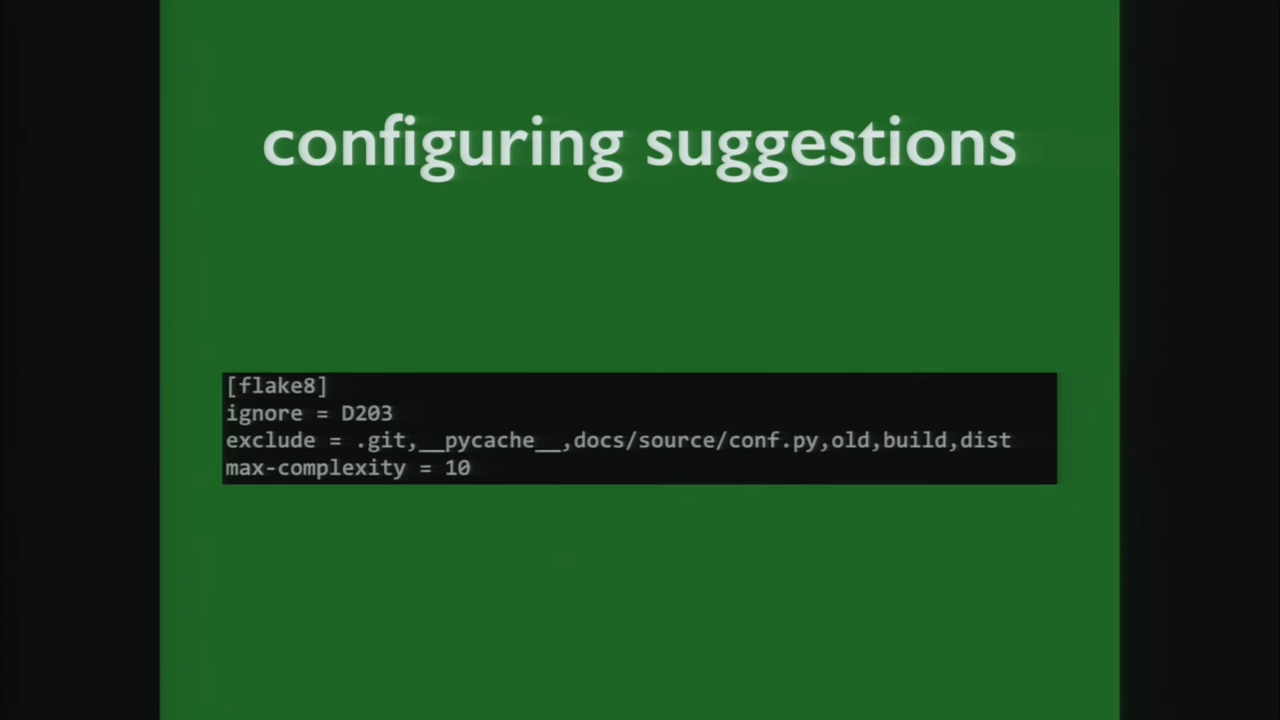 configuring suggestions
[flake8]
ignore = D203
exclude = .git,__pycache__,docs/source/conf.py,old,build,dist
max-complexity = 10